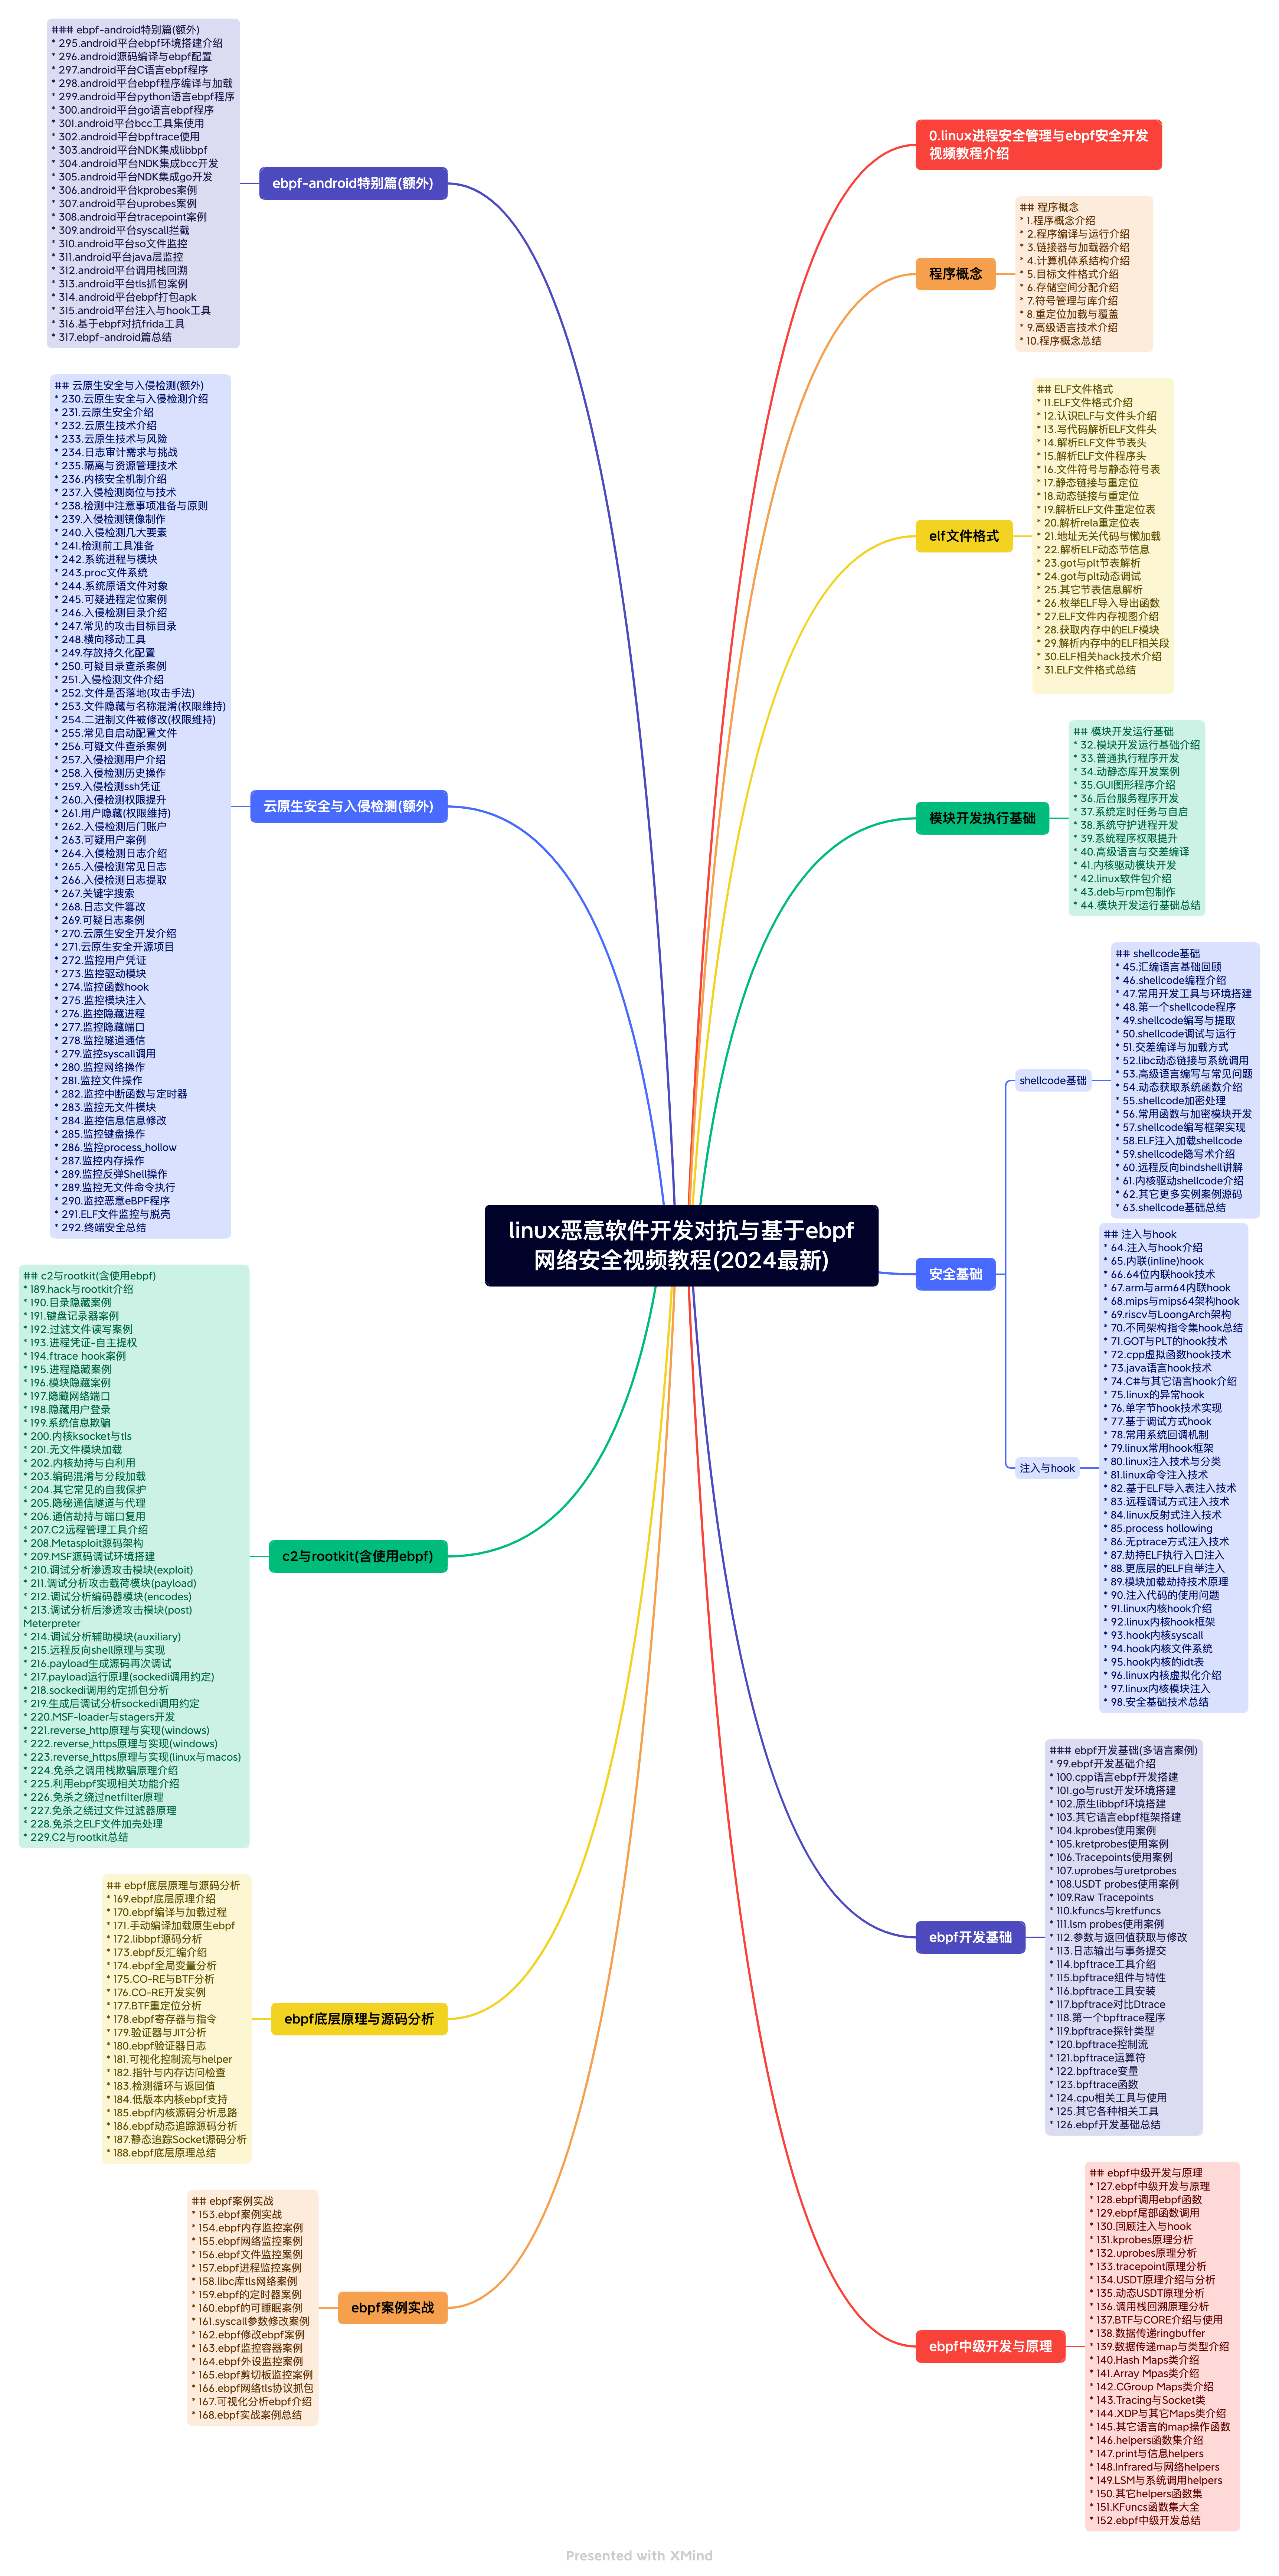 linux恶意软件开发对抗与基于ebpf
网络安全视频教程(2024最新)
0.linux进程安全管理与ebpf安全开发
视频教程介绍
程序概念
## 程序概念
* 1.程序概念介绍
* 2.程序编译与运行介绍
* 3.链接器与加载器介绍
* 4.计算机体系结构介绍
* 5.目标文件格式介绍
* 6.存储空间分配介绍
* 7.符号管理与库介绍
* 8.重定位加载与覆盖
* 9.高级语言技术介绍
* 10.程序概念总结
elf文件格式
## ELF文件格式
* 11.ELF文件格式介绍
* 12.认识ELF与文件头介绍
* 13.写代码解析ELF文件头
* 14.解析ELF文件节表头
* 15.解析ELF文件程序头
* 16.文件符号与静态符号表
* 17.静态链接与重定位
* 18.动态链接与重定位
* 19.解析ELF文件重定位表
* 20.解析rela重定位表
* 21.地址无关代码与懒加载
* 22.解析ELF动态节信息
* 23.got与plt节表解析
* 24.got与plt动态调试
* 25.其它节表信息解析
* 26.枚举ELF导入导出函数
* 27.ELF文件内存视图介绍
* 28.获取内存中的ELF模块
* 29.解析内存中的ELF相关段
* 30.ELF相关hack技术介绍
* 31.ELF文件格式总结
模块开发执行基础
## 模块开发运行基础
* 32.模块开发运行基础介绍
* 33.普通执行程序开发
* 34.动静态库开发案例
* 35.GUI图形程序介绍
* 36.后台服务程序开发
* 37.系统定时任务与自启
* 38.系统守护进程开发
* 39.系统程序权限提升
* 40.高级语言与交差编译
* 41.内核驱动模块开发
* 42.linux软件包介绍
* 43.deb与rpm包制作
* 44.模块开发运行基础总结
安全基础
shellcode基础
## shellcode基础
* 45.汇编语言基础回顾
* 46.shellcode编程介绍
* 47.常用开发工具与环境搭建
* 48.第一个shellcode程序
* 49.shellcode编写与提取
* 50.shellcode调试与运行
* 51.交差编译与加载方式
* 52.libc动态链接与系统调用
* 53.高级语言编写与常见问题
* 54.动态获取系统函数介绍
* 55.shellcode加密处理
* 56.常用函数与加密模块开发
* 57.shellcode编写框架实现
* 58.ELF注入加载shellcode
* 59.shellcode隐写术介绍
* 60.远程反向bindshell讲解
* 61.内核驱动shellcode介绍
* 62.其它更多实例案例源码
* 63.shellcode基础总结
注入与hook
## 注入与hook
* 64.注入与hook介绍
* 65.内联(inline)hook
* 66.64位内联hook技术
* 67.arm与arm64内联hook
* 68.mips与mips64架构hook
* 69.riscv与LoongArch架构
* 70.不同架构指令集hook总结
* 71.GOT与PLT的hook技术
* 72.cpp虚拟函数hook技术
* 73.java语言hook技术
* 74.C#与其它语言hook介绍
* 75.linux的异常hook
* 76.单字节hook技术实现
* 77.基于调试方式hook
* 78.常用系统回调机制
* 79.linux常用hook框架
* 80.linux注入技术与分类
* 81.linux命令注入技术
* 82.基于ELF导入表注入技术
* 83.远程调试方式注入技术
* 84.linux反射式注入技术
* 85.process hollowing
* 86.无ptrace方式注入技术
* 87.劫持ELF执行入口注入
* 88.更底层的ELF自举注入
* 89.模块加载劫持技术原理
* 90.注入代码的使用问题
* 91.linux内核hook介绍
* 92.linux内核hook框架
* 93.hook内核syscall
* 94.hook内核文件系统
* 95.hook内核的idt表
* 96.linux内核虚拟化介绍
* 97.linux内核模块注入
* 98.安全基础技术总结
ebpf开发基础
### ebpf开发基础(多语言案例)
* 99.ebpf开发基础介绍
* 100.cpp语言ebpf开发搭建
* 101.go与rust开发环境搭建
* 102.原生libbpf环境搭建
* 103.其它语言ebpf框架搭建
* 104.kprobes使用案例
* 105.kretprobes使用案例
* 106.Tracepoints使用案例
* 107.uprobes与uretprobes
* 108.USDT probes使用案例
* 109.Raw Tracepoints
* 110.kfuncs与kretfuncs
* 111.lsm probes使用案例
* 112.参数与返回值获取与修改
* 113.日志输出与事务提交
* 114.bpftrace工具介绍
* 115.bpftrace组件与特性
* 116.bpftrace工具安装
* 117.bpftrace对比Dtrace
* 118.第一个bpftrace程序
* 119.bpftrace探针类型
* 120.bpftrace控制流
* 121.bpftrace运算符
* 122.bpftrace变量
* 123.bpftrace函数
* 124.cpu相关工具与使用
* 125.其它各种相关工具
* 126.ebpf开发基础总结
ebpf中级开发与原理
## ebpf中级开发与原理
* 127.ebpf中级开发与原理
* 128.ebpf调用ebpf函数
* 129.ebpf尾部函数调用
* 130.回顾注入与hook
* 131.kprobes原理分析
* 132.uprobes原理分析
* 133.tracepoint原理分析
* 134.USDT原理介绍与分析
* 135.动态USDT原理分析
* 136.调用栈回溯原理分析
* 137.BTF与CORE介绍与使用
* 138.数据传递ringbuffer
* 139.数据传递map与类型介绍
* 140.Hash Maps类介绍
* 141.Array Mpas类介绍
* 142.CGroup Maps类介绍
* 143.Tracing与Socket类
* 144.XDP与其它Maps类介绍
* 145.其它语言的map操作函数
* 146.helpers函数集介绍
* 147.print与信息helpers
* 148.Infrared与网络helpers
* 149.LSM与系统调用helpers
* 150.其它helpers函数集
* 151.KFuncs函数集大全
* 152.ebpf中级开发总结
ebpf案例实战
## ebpf案例实战
* 153.ebpf案例实战
* 154.ebpf内存监控案例
* 155.ebpf网络监控案例
* 156.ebpf文件监控案例
* 157.ebpf进程监控案例
* 158.libc库tls网络案例
* 159.ebpf的定时器案例
* 160.ebpf的可睡眠案例
* 161.syscall参数修改案例
* 162.ebpf修改ebpf案例
* 163.ebpf监控容器案例
* 164.ebpf外设监控案例
* 165.ebpf剪切板监控案例
* 166.ebpf网络tls协议抓包
* 167.可视化分析ebpf介绍
* 168.ebpf实战案例总结
ebpf底层原理与源码分析
## ebpf底层原理与源码分析
* 169.ebpf底层原理介绍
* 170.ebpf编译与加载过程
* 171.手动编译加载原生ebpf
* 172.libbpf源码分析
* 173.ebpf反汇编介绍
* 174.ebpf全局变量分析
* 175.CO-RE与BTF分析
* 176.CO-RE开发实例
* 177.BTF重定位分析
* 178.ebpf寄存器与指令
* 179.验证器与JIT分析
* 180.ebpf验证器日志
* 181.可视化控制流与helper
* 182.指针与内存访问检查
* 183.检测循环与返回值
* 184.低版本内核ebpf支持
* 185.ebpf内核源码分析思路
* 186.ebpf动态追踪源码分析
* 187.静态追踪Socket源码分析
* 188.ebpf底层原理总结
c2与rootkit(含使用ebpf)
## c2与rootkit(含使用ebpf)
* 189.hack与rootkit介绍
* 190.目录隐藏案例
* 191.键盘记录器案例
* 192.过滤文件读写案例
* 193.进程凭证-自主提权
* 194.ftrace hook案例
* 195.进程隐藏案例
* 196.模块隐藏案例
* 197.隐藏网络端口
* 198.隐藏用户登录
* 199.系统信息欺骗
* 200.内核ksocket与tls
* 201.无文件模块加载
* 202.内核劫持与白利用
* 203.编码混淆与分段加载
* 204.其它常见的自我保护
* 205.隐秘通信隧道与代理
* 206.通信劫持与端口复用
* 207.C2远程管理工具介绍
* 208.Metasploit源码架构
* 209.MSF源码调试环境搭建
* 210.调试分析渗透攻击模块(exploit)
* 211.调试分析攻击载荷模块(payload)
* 212.调试分析编码器模块(encodes)
* 213.调试分析后渗透攻击模块(post)
Meterpreter
* 214.调试分析辅助模块(auxiliary)
* 215.远程反向shell原理与实现
* 216.payload生成源码再次调试
* 217.payload运行原理(sockedi调用约定)
* 218.sockedi调用约定抓包分析
* 219.生成后调试分析sockedi调用约定
* 220.MSF-loader与stagers开发
* 221.reverse_http原理与实现(windows)
* 222.reverse_https原理与实现(windows)
* 223.reverse_https原理与实现(linux与macos)
* 224.免杀之调用栈欺骗原理介绍
* 225.利用ebpf实现相关功能介绍
* 226.免杀之绕过netfilter原理
* 227.免杀之绕过文件过滤器原理
* 228.免杀之ELF文件加壳处理
* 229.C2与rootkit总结
云原生安全与入侵检测(额外)
## 云原生安全与入侵检测(额外)
* 230.云原生安全与入侵检测介绍
* 231.云原生安全介绍
* 232.云原生技术介绍
* 233.云原生技术与风险
* 234.日志审计需求与挑战
* 235.隔离与资源管理技术
* 236.内核安全机制介绍
* 237.入侵检测岗位与技术
* 238.检测中注意事项准备与原则
* 239.入侵检测镜像制作
* 240.入侵检测几大要素
* 241.检测前工具准备
* 242.系统进程与模块
* 243.proc文件系统
* 244.系统原语文件对象
* 245.可疑进程定位案例
* 246.入侵检测目录介绍
* 247.常见的攻击目标目录
* 248.横向移动工具
* 249.存放持久化配置
* 250.可疑目录查杀案例
* 251.入侵检测文件介绍
* 252.文件是否落地(攻击手法)
* 253.文件隐藏与名称混淆(权限维持)
* 254.二进制文件被修改(权限维持)
* 255.常见自启动配置文件
* 256.可疑文件查杀案例
* 257.入侵检测用户介绍
* 258.入侵检测历史操作
* 259.入侵检测ssh凭证
* 260.入侵检测权限提升
* 261.用户隐藏(权限维持)
* 262.入侵检测后门账户
* 263.可疑用户案例
* 264.入侵检测日志介绍
* 265.入侵检测常见日志
* 266.入侵检测日志提取
* 267.关键字搜索
* 268.日志文件篡改
* 269.可疑日志案例
* 270.云原生安全开发介绍
* 271.云原生安全开源项目
* 272.监控用户凭证
* 273.监控驱动模块
* 274.监控函数hook
* 275.监控模块注入
* 276.监控隐藏进程
* 277.监控隐藏端口
* 278.监控隧道通信
* 279.监控syscall调用
* 280.监控网络操作
* 281.监控文件操作
* 282.监控中断函数与定时器
* 283.监控无文件模块
* 284.监控信息信息修改
* 285.监控键盘操作
* 286.监控process_hollow
* 287.监控内存操作
* 289.监控反弹Shell操作
* 289.监控无文件命令执行
* 290.监控恶意eBPF程序
* 291.ELF文件监控与脱壳
* 292.终端安全总结
ebpf-android特别篇(额外)
### ebpf-android特别篇(额外)
* 295.android平台ebpf环境搭建介绍
* 296.android源码编译与ebpf配置
* 297.android平台C语言ebpf程序
* 298.android平台ebpf程序编译与加载
* 299.android平台python语言ebpf程序
* 300.android平台go语言ebpf程序
* 301.android平台bcc工具集使用
* 302.android平台bpftrace使用
* 303.android平台NDK集成libbpf
* 304.android平台NDK集成bcc开发
* 305.android平台NDK集成go开发
* 306.android平台kprobes案例
* 307.android平台uprobes案例
* 308.android平台tracepoint案例
* 309.android平台syscall拦截
* 310.android平台so文件监控
* 311.android平台java层监控
* 312.android平台调用栈回溯
* 313.android平台tls抓包案例
* 314.android平台ebpf打包apk
* 315.android平台注入与hook工具
* 316.基于ebpf对抗frida工具
* 317.ebpf-android篇总结
Presented with XMind